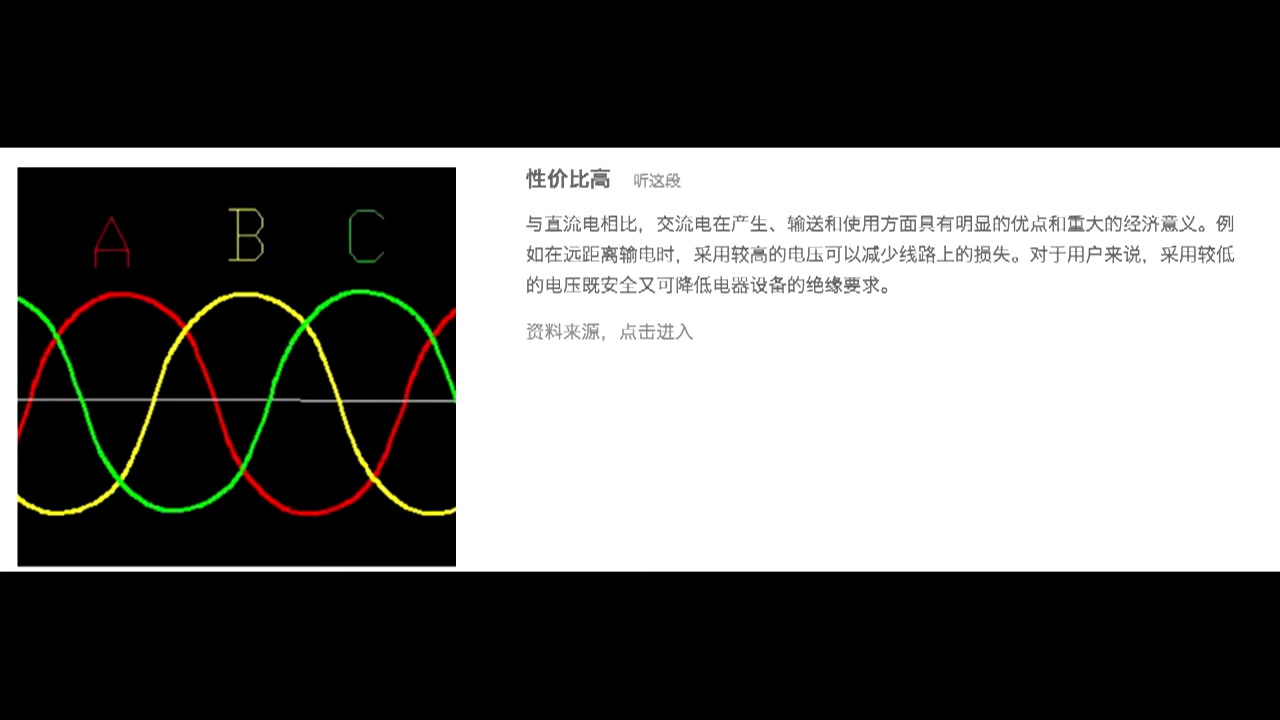 A B C
性价比高 听这段
与直流电相比，交流电在产生、输送和使用方面具有明显的优点和重大的经济意义。例
如在远距离输电时，采用较高的电压可以减少线路上的损失。对于用户来说，采用较低
的电压既安全又可降低电器设备的绝缘要求。
资料来源，点击进入